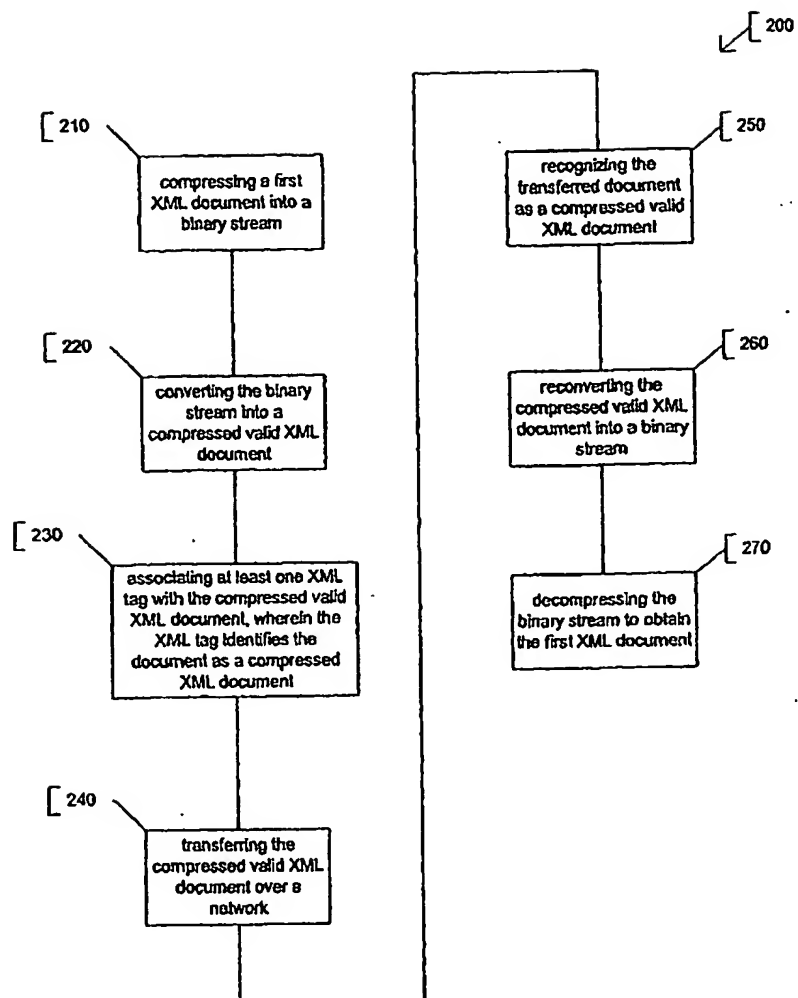 200
210
compressing a first
XML document into a
binary stream
220
converting the binary
stream into a
compressed valid XML
document
230
associating at least one XML
tag with the compressed valid
XML document, wherein the
XML tag identifies the
document as a compressed
XML document
240
transferring the
compressed valid XML
document over a
network
250
recognizing the
transferred document
as a compressed valid
XML document
260
reconverting the
compressed valid XML
document into a binary
stream
270
decompressing the
binary stream to obtain
the first XML document